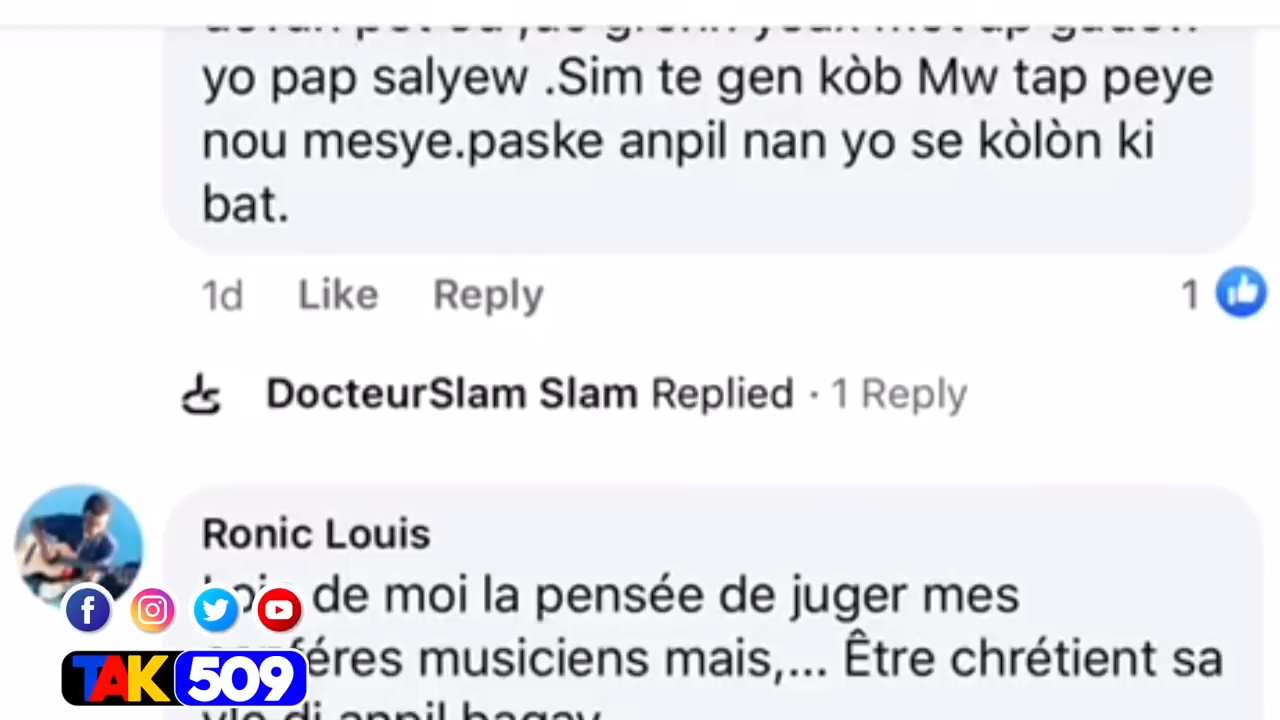 yo pap salyew .Sim te gen kòb Mw tap peye
nou mesye.paske anpil nan yo se kòlòn ki
bat.
1d Like Reply 1
DocteurSlam Slam Replied · 1 Reply
Ronic Louis
de moi la pensée de juger mes
musiciens mais,... Être chrétient sa
vle di anpil bagay
TAK 509